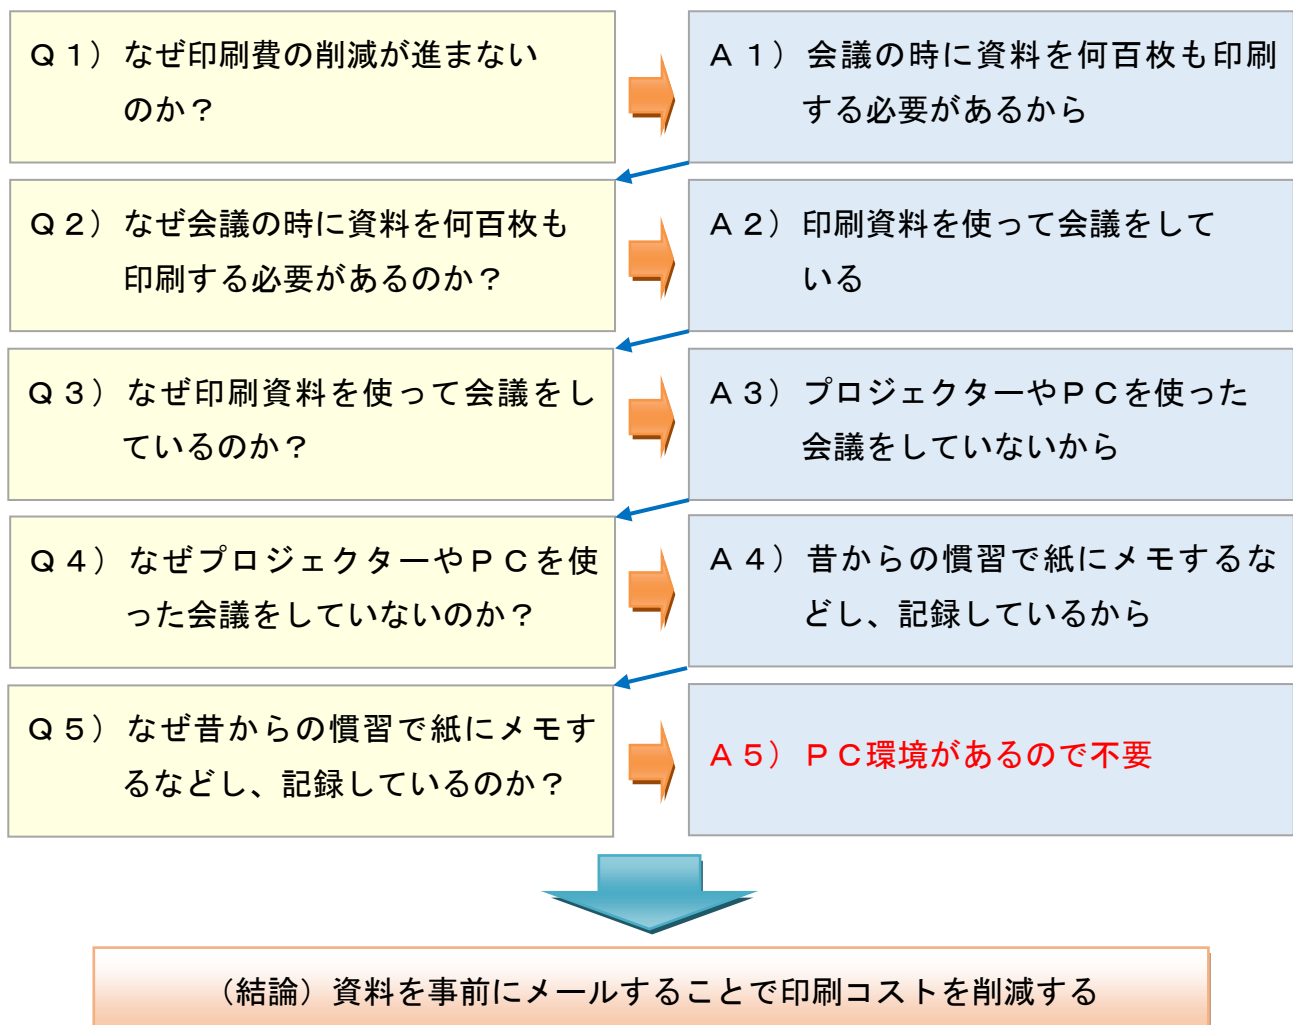 Ｑ１）なぜ印刷費の削減が進まない
のか？
Ａ１）会議の時に資料を何百枚も印刷
する必要があるから
Ｑ２）なぜ会議の時に資料を何百枚も
印刷する必要があるのか？
Ａ２）印刷資料を使って会議をして
いる
Ｑ３）なぜ印刷資料を使って会議をし
ているのか？
Ａ３）プロジェクターやＰＣを使った
会議をしていないから
Ｑ４）なぜプロジェクターやＰＣを使
った会議をしていないのか？
Ａ４）昔からの慣習で紙にメモするな
どし、記録しているから
Ｑ５）なぜ昔からの慣習で紙にメモす
るなどし、記録しているのか？
Ａ５）ＰＣ環境があるので不要
（結論）資料を事前にメールすることで印刷コストを削減する